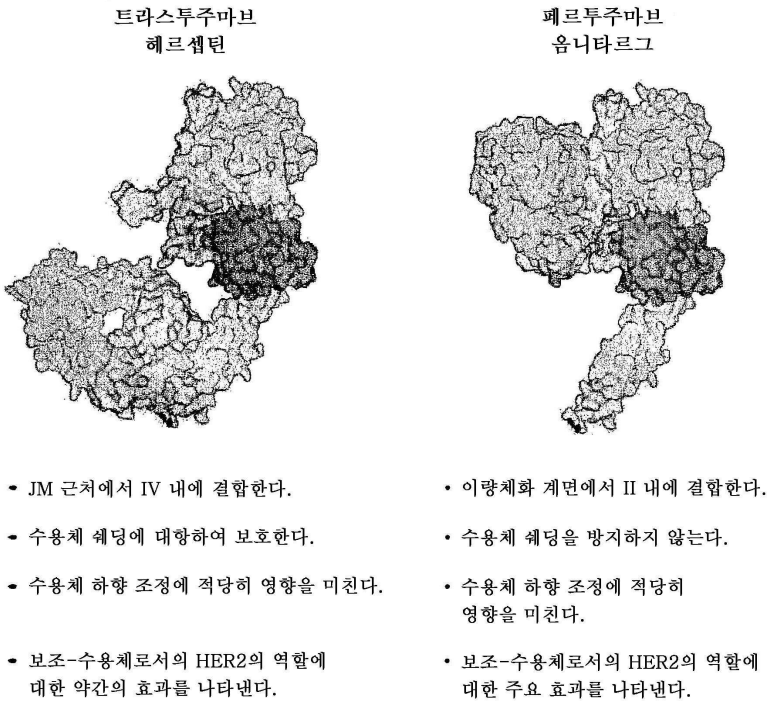 트라스투주마브
헤르셉틴
• JM 근처에서 IV 내에 결합한다.
• 수용체 쉐딩에 대항하여 보호한다.
• 수용체 하향 조정에 적당히 영향을 미친다.
• 보조-수용체로서의 HER2의 역할에
대한 약간의 효과를 나타낸다.
페르투주마브
옴니타르그
• 이량체화 계면에서 II 내에 결합한다.
• 수용체 쉐딩을 방지하지 않는다.
• 수용체 하향 조정에 적당히
영향을 미친다.
• 보조-수용체로서의 HER2의 역할에
대한 주요 효과를 나타낸다.